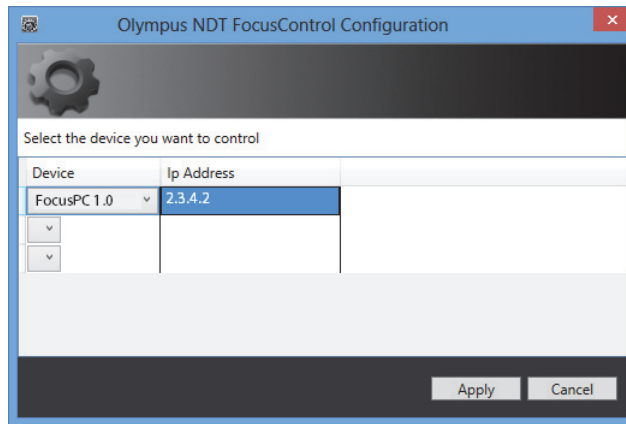 Olympus NDT FocusControl Configuration
Select the device you want to control
Device Ip Address
FocusPC 1.0 2.3.4.2
Apply Cancel